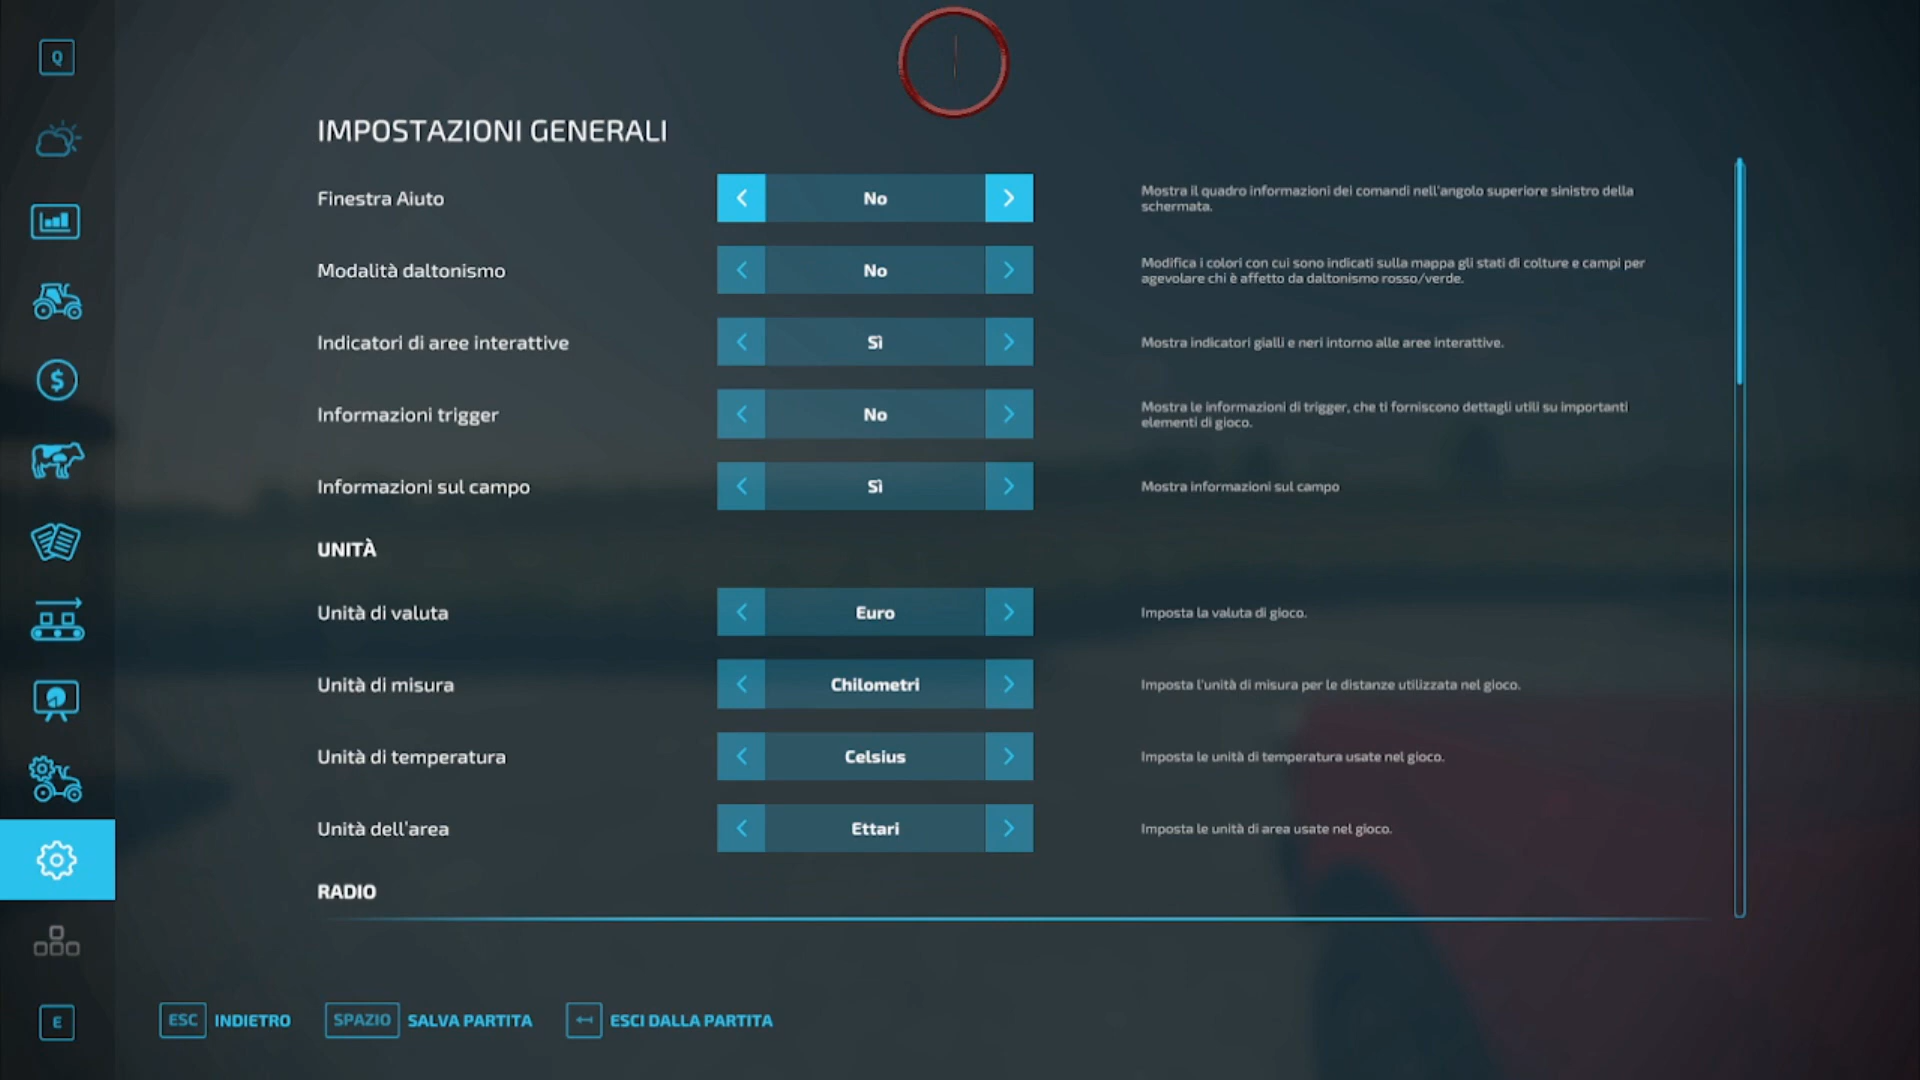 Q
IMPOSTAZIONI GENERALI
Finestra Aiuto
No
Mostra il quadro informazioni dei comandi nell'angolo superiore sinistro della
schermata.
Modalità daltonismo
No
Modifica i colori con cui sono indicati sulla mappa gli stati di colture e campi per
agevolare chi è affetto da daltonismo rosso/verde.
Indicatori di aree interattive
Sì
Mostra indicatori gialli e neri intorno alle aree interattive.
Informazioni trigger
No
Mostra le informazioni di trigger, che ti forniscono dettagli utili su importanti
elementi di gioco.
Informazioni sul campo
Sì
Mostra informazioni sul campo
UNITÀ
Unità di valuta
Euro
Imposta la valuta di gioco.
Unità di misura
Chilometri
Imposta l'unità di misura per le distanze utilizzata nel gioco.
Unità di temperatura
Celsius
Imposta le unità di temperatura usate nel gioco.
Unità dell'area
Ettari
Imposta le unità di area usate nel gioco.
RADIO
E
ESC INDIETRO
SPAZIO SALVA PARTITA
ESCI DALLA PARTITA